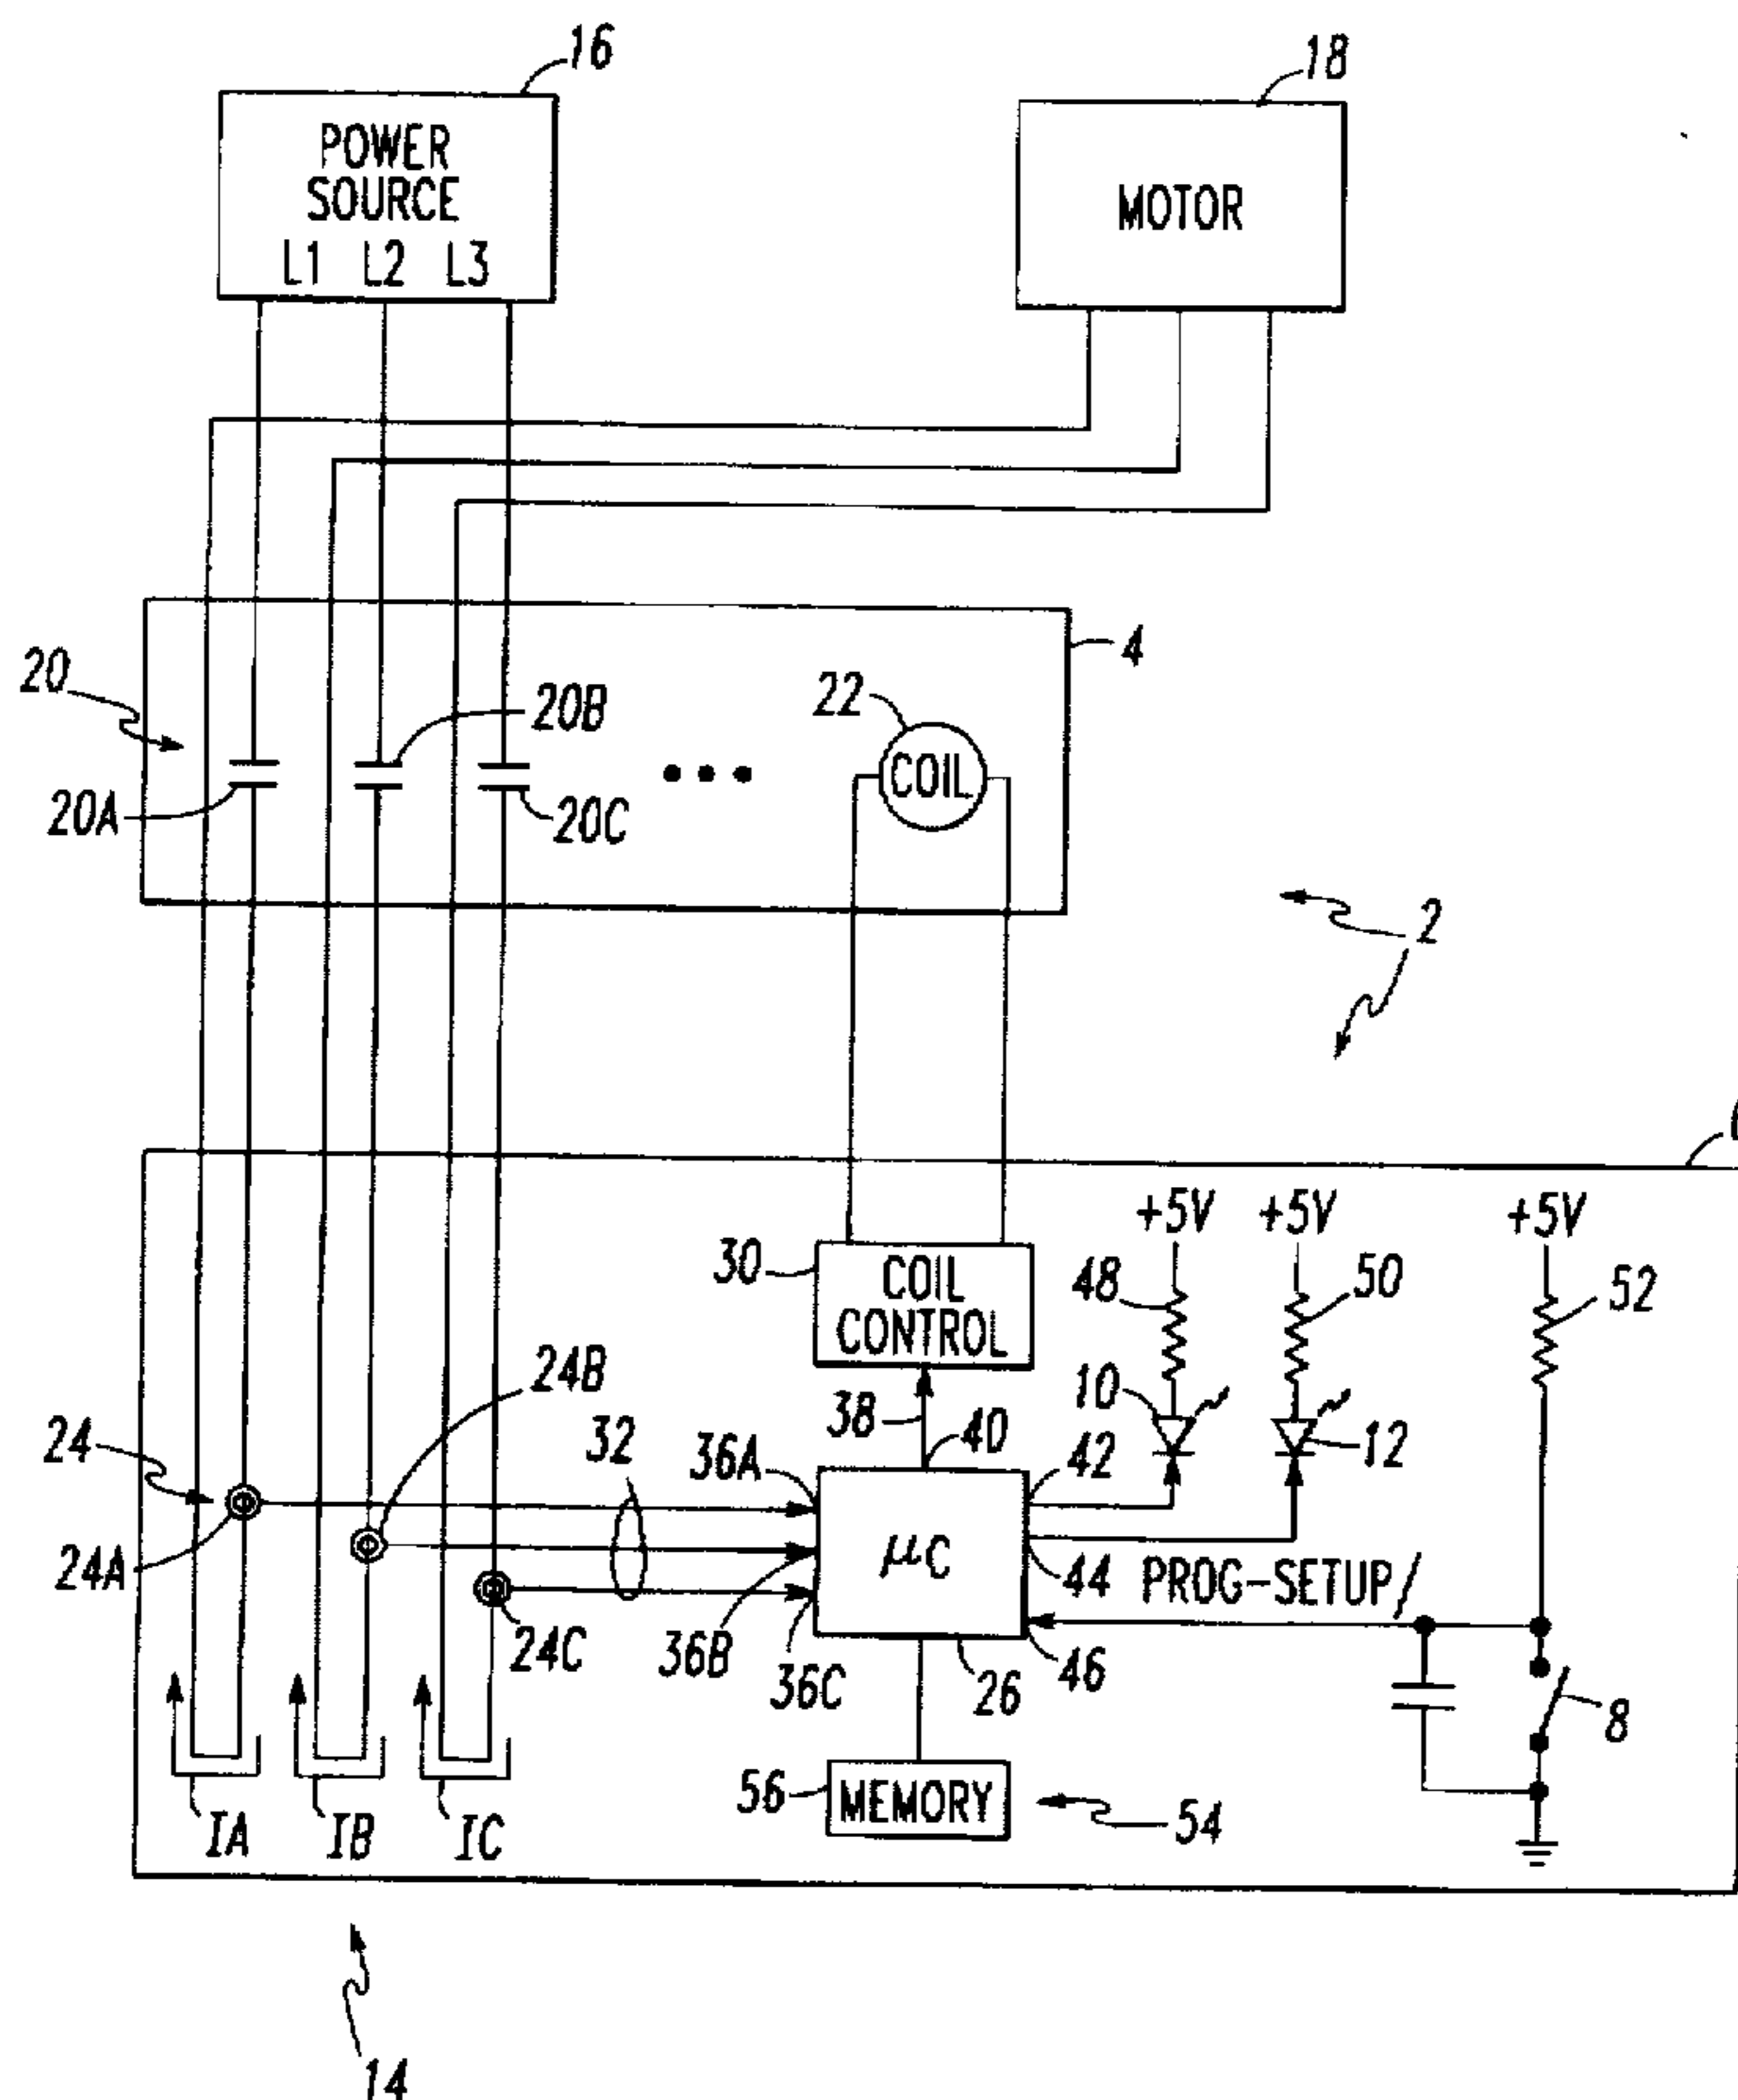 16
18
POWER
SOURCE
L1 L2 L3
MOTOR
4
20
20B
22
COIL
20A
20C
2
+5V +5V +5V
30
COIL
CONTROL
48
50
52
24B
10
38
40
42
12
24
32
36A
24A
μC
44
PROG-SETUP/
24C
36B
36C
26
46
8
56
MEMORY
54
IA IB IC
14